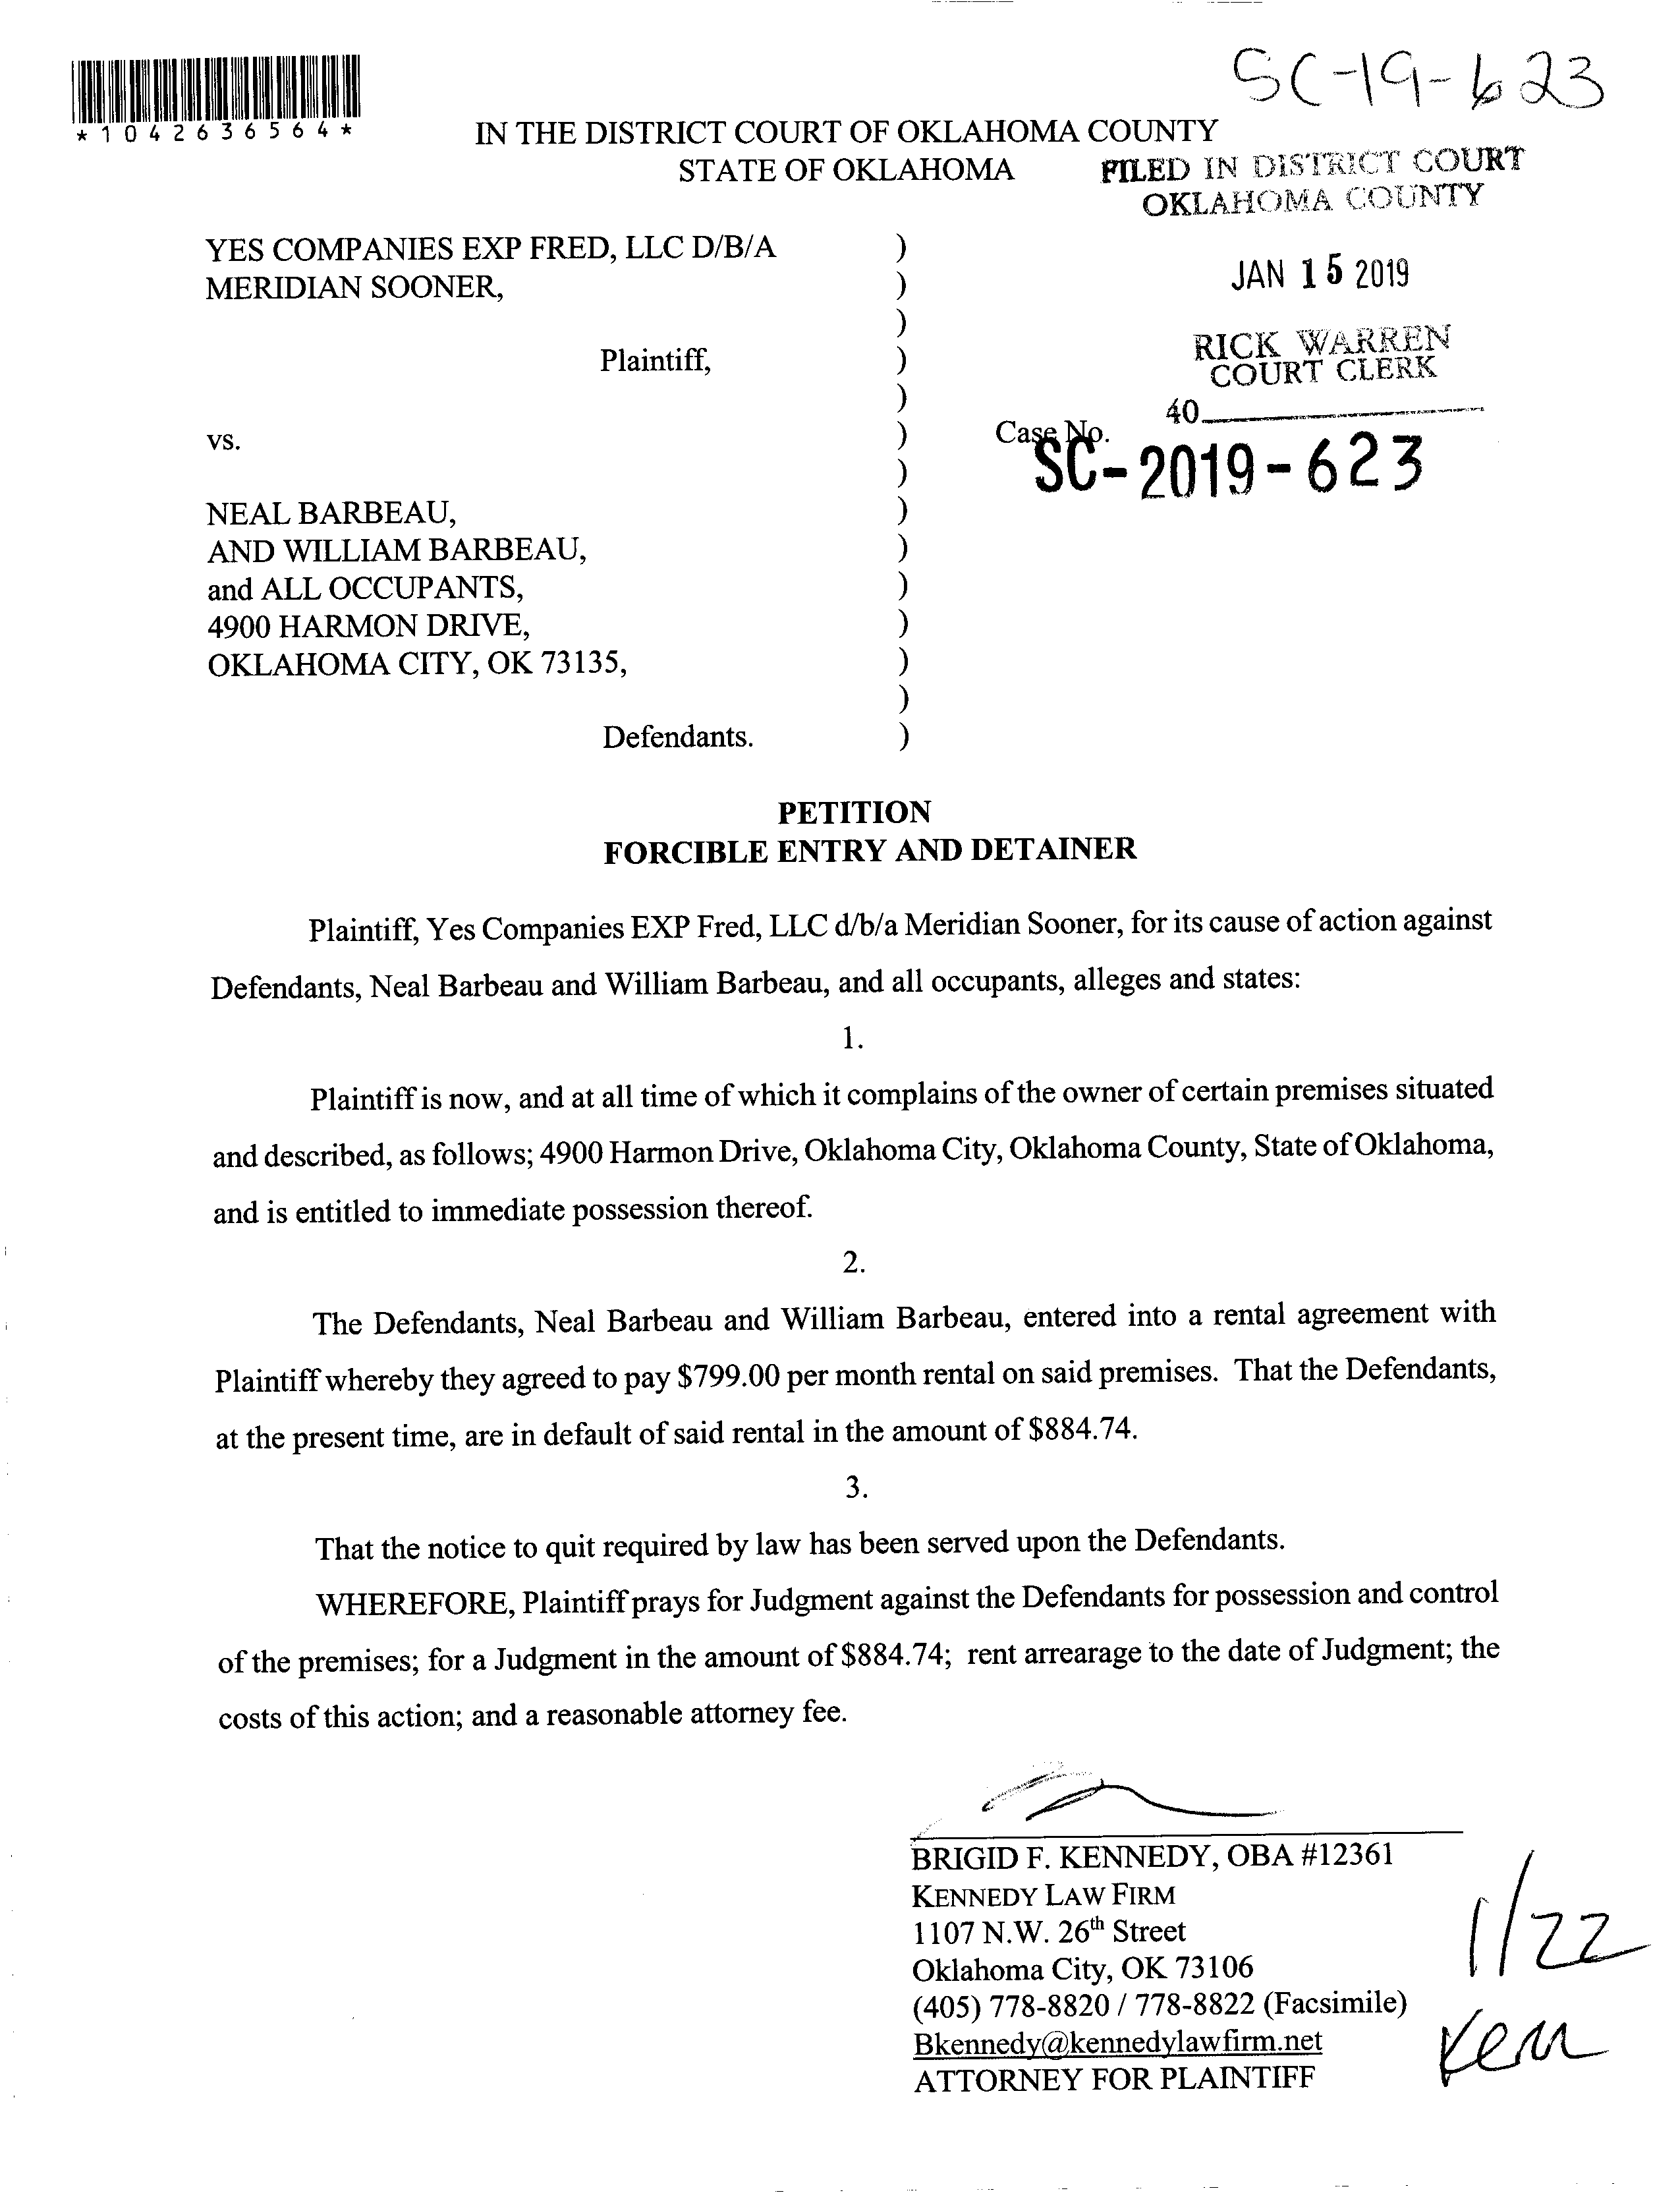 SC-19-623
*1042636564*
IN THE DISTRICT COURT OF OKLAHOMA COUNTY
STATE OF OKLAHOMA
FILED IN DISTRICT COURT
OKLAHOMA COUNTY
JAN 15 2019
RICK WARREN
COURT CLERK
40
YES COMPANIES EXP FRED, LLC D/B/A )
MERIDIAN SOONER, )
)
Plaintiff, )
)
vs. ) Case No.
SC-2019-623
)
NEAL BARBEAU, )
AND WILLIAM BARBEAU, )
and ALL OCCUPANTS, )
4900 HARMON DRIVE, )
OKLAHOMA CITY, OK 73135, )
)
Defendants. )
PETITION
FORCIBLE ENTRY AND DETAINER
Plaintiff, Yes Companies EXP Fred, LLC d/b/a Meridian Sooner, for its cause of action against
Defendants, Neal Barbeau and William Barbeau, and all occupants, alleges and states:
1.
Plaintiff is now, and at all time of which it complains of the owner of certain premises situated
and described, as follows; 4900 Harmon Drive, Oklahoma City, Oklahoma County, State of Oklahoma,
and is entitled to immediate possession thereof.
2.
The Defendants, Neal Barbeau and William Barbeau, entered into a rental agreement with
Plaintiff whereby they agreed to pay $799.00 per month rental on said premises. That the Defendants,
at the present time, are in default of said rental in the amount of $884.74.
3.
That the notice to quit required by law has been served upon the Defendants.
WHEREFORE, Plaintiff prays for Judgment against the Defendants for possession and control
of the premises; for a Judgment in the amount of $884.74; rent arrearage to the date of Judgment; the
costs of this action; and a reasonable attorney fee.
BRIGID F. KENNEDY, OBA #12361
KENNEDY LAW FIRM
1107 N.W. 26th Street
Oklahoma City, OK 73106
(405) 778-8820 / 778-8822 (Facsimile)
Bkennedy@kennedylawfirm.net
ATTORNEY FOR PLAINTIFF
1/22